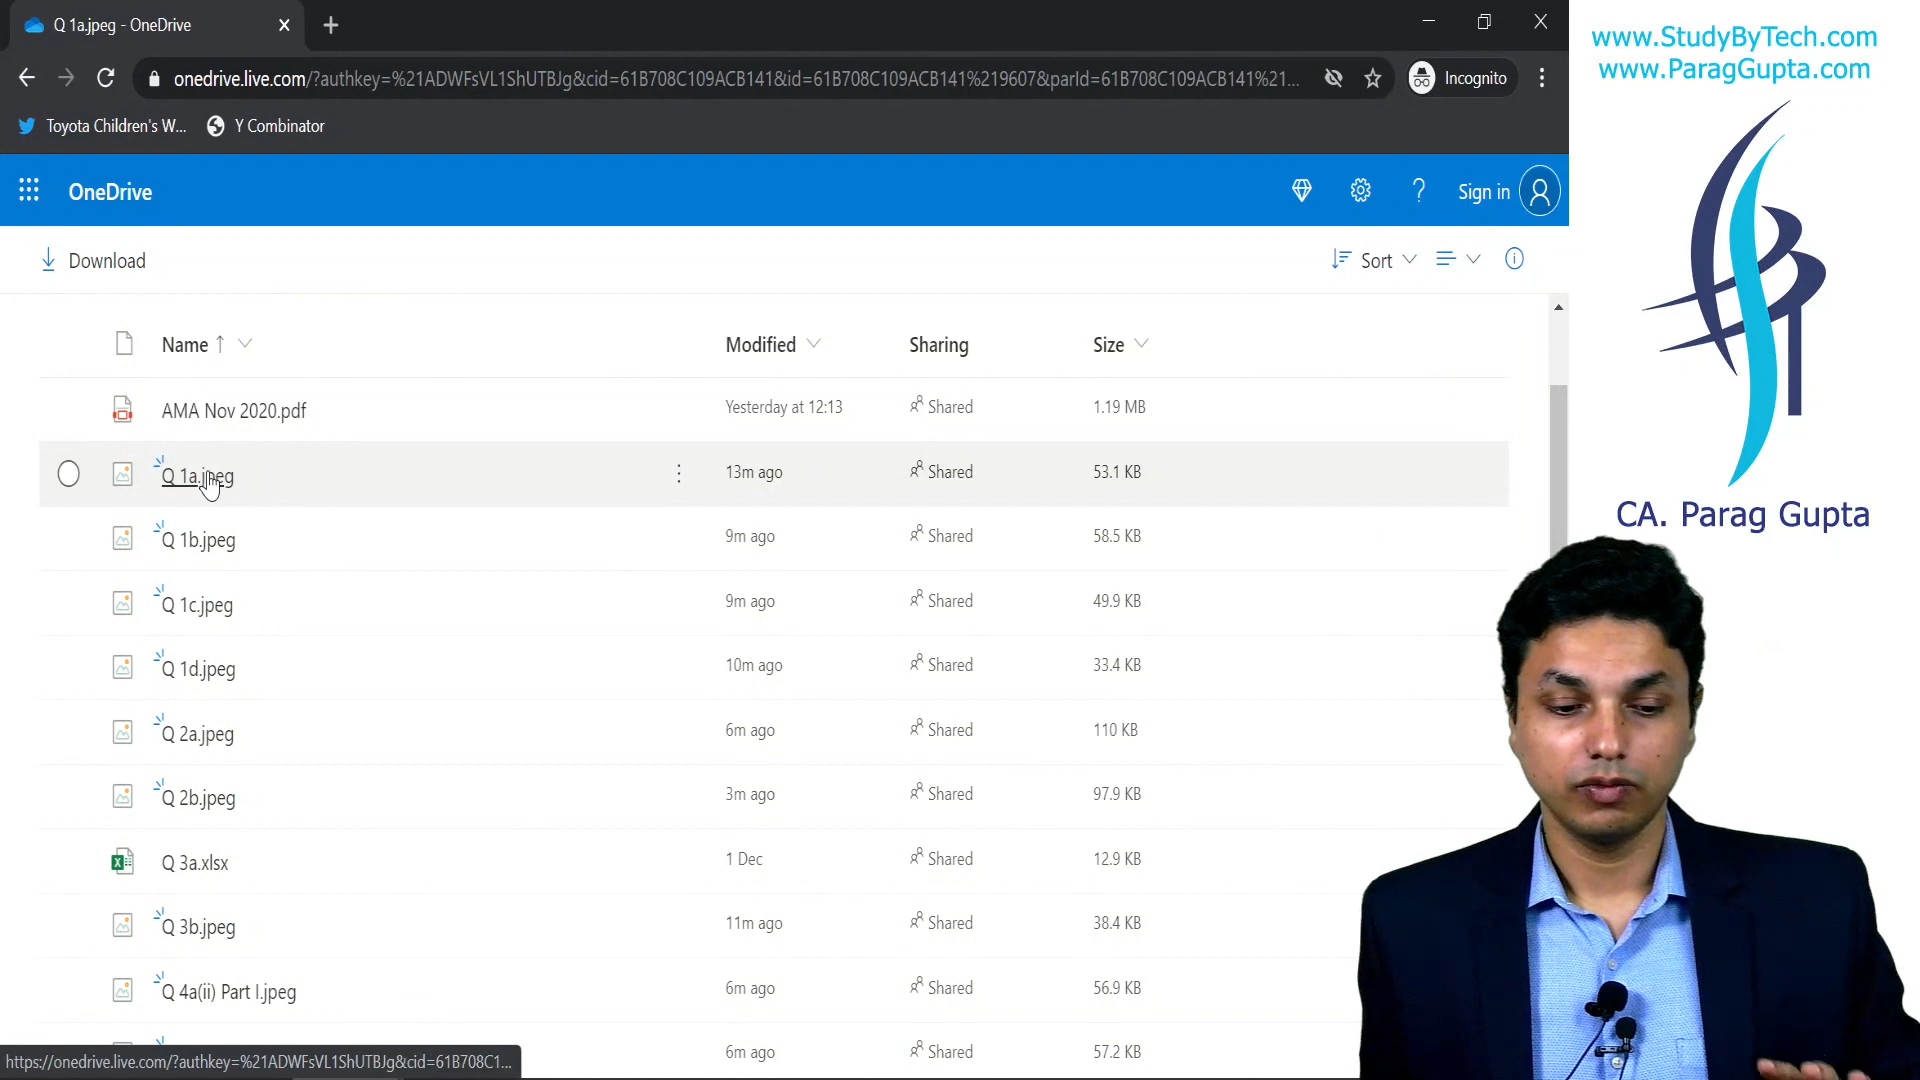 Q 1a.jpeg - OneDrive
onedrive.live.com/?authkey=%21ADWFsVL1ShUTBJg&cid=61B708C109ACB141&id=61B708C109ACB141%219607&parId=61B708C109ACB141%21...
Incognito
Toyota Children's W...
Y Combinator
OneDrive
Sign in
Download
Sort
Name
Modified
Sharing
Size
AMA Nov 2020.pdf
Yesterday at 12:13
Shared
1.19 MB
Q 1a.jpeg
13m ago
Shared
53.1 KB
Q 1b.jpeg
9m ago
Shared
58.5 KB
Q 1c.jpeg
9m ago
Shared
49.9 KB
Q 1d.jpeg
10m ago
Shared
33.4 KB
Q 2a.jpeg
6m ago
Shared
110 KB
Q 2b.jpeg
3m ago
Shared
97.9 KB
Q 3a.xlsx
1 Dec
Shared
12.9 KB
Q 3b.jpeg
11m ago
Shared
38.4 KB
Q 4a(ii) Part I.jpeg
6m ago
Shared
56.9 KB
6m ago
Shared
57.2 KB
https://onedrive.live.com/?authkey=%21ADWFsVL1ShUTBJg&cid=61B708C1...
www.StudyByTech.com
www.ParagGupta.com
CA. Parag Gupta